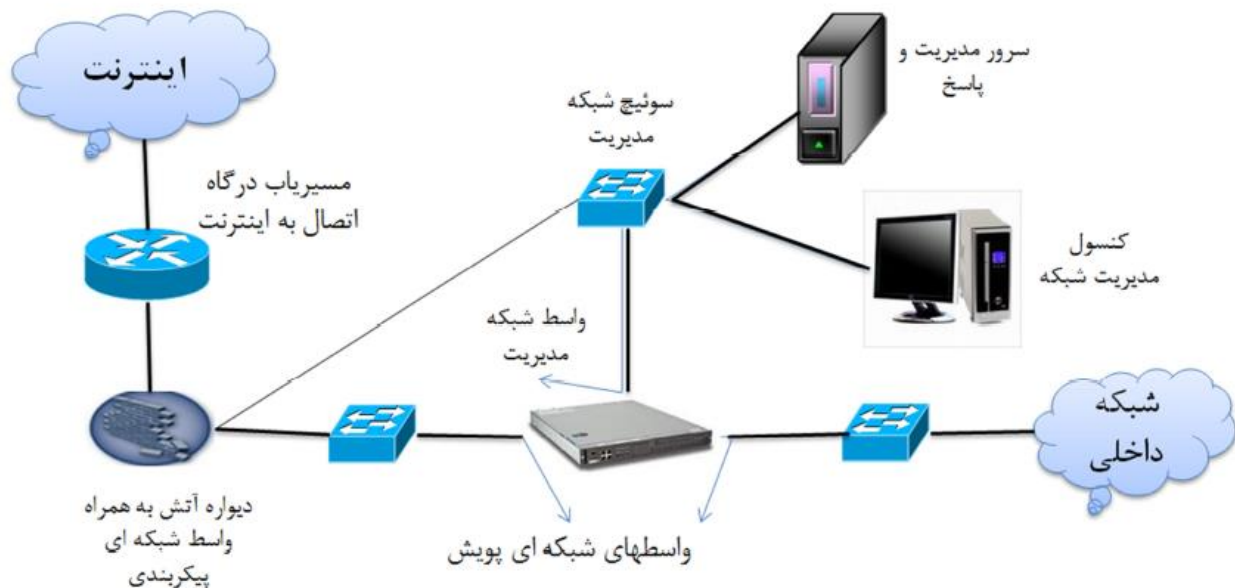 اینترنت
مسیریاب درگاه
اتصال به اینترنت
سوئیچ شبکه
مدیریت
سرور مدیریت و
پاسخ
کنسول
مدیریت شبکه
واسط شبکه
مدیریت
شبکه
داخلی
دیواره آتش به همراه
واسط شبکه ای
پیکربندی
واسطهای شبکه ای پویش